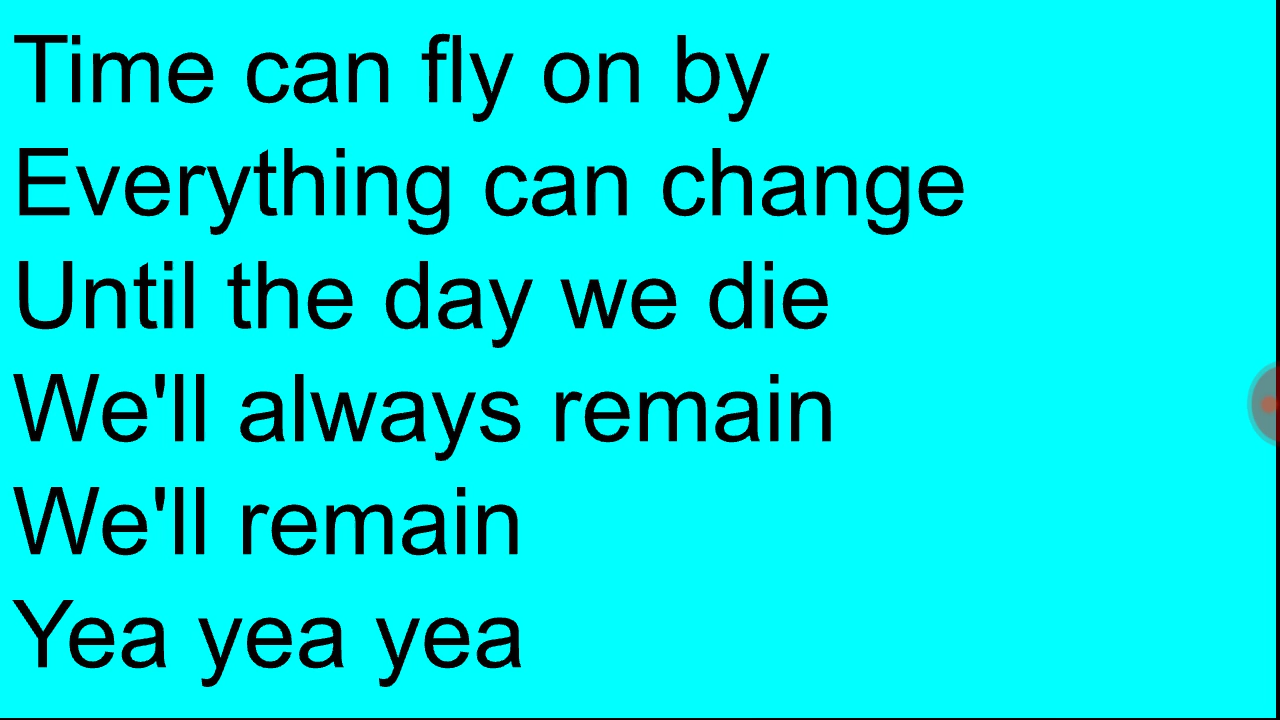 Time can fly on by
Everything can change
Until the day we die
We'll always remain
We'll remain
Yea yea yea